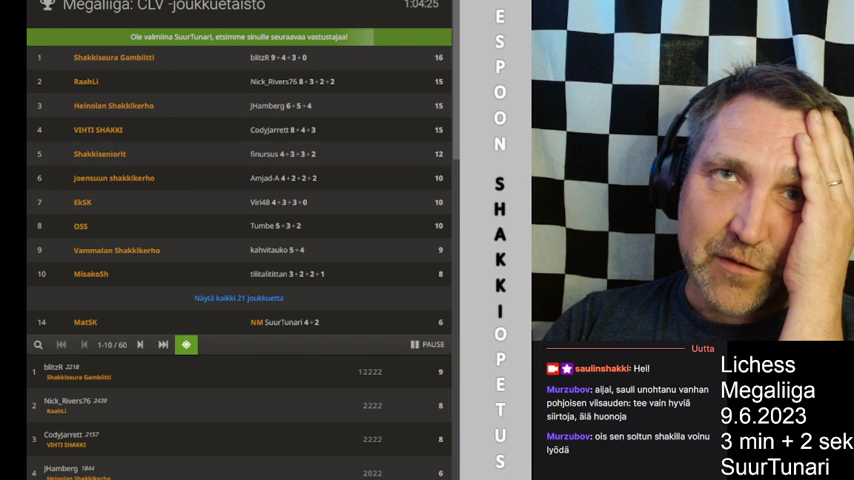 Megaliiga: CLV -joukkuetaisto 1:04:25
Ole valmiina SuurTunari, etsimme sinulle seuraavaa vastustajaa!
1 Shakkiseura Gambiitti blitzR 9+4+3+0 16
2 RaahLi Nick_Rivers76 8+3+2+2 15
3 Heinolan Shakkikerho JHamberg 6+5+4 15
4 VIHTI SHAKKI CodyJarrett 8+4+3 15
5 Shakkiseniorit finursus 4+3+3+2 12
6 Joensuun shakkikerho Amjad-A 4+2+2+2 10
7 EkSK Viri48 4+3+3+0 10
8 OSS Tumbe 5+3+2 10
9 Vammalan Shakkikerho kahvitauko 5+4 9
10 MisakoSh tilitalitittan 3+2+2+1 8
Näytä kaikki 21 joukkuetta
14 MatSK NM SuurTunari 4+2 6
1-10 / 60 PAUSE
1 blitzR 2218 12222 9
Shakkiseura Gambiitti
2 Nick_Rivers76 2439 2222 8
RaahLi
3 CodyJarrett 2157 2222 8
VIHTI SHAKKI
4 JHamberg 1844 2022 6
Heinolan Shakkikerho
ESPOON
SHAKKI
OPETUS
Uutta
saulinshakki: Hei!
Murzubov: aijai, sauli unohtanu vanhan
pohjoisen viisauden: tee vain hyviä
siirtoja, älä huonoja
Murzubov: ois sen soltun shakilla voinu
lyödä
Lichess
Megaliiga
9.6.2023
3 min + 2 sek
SuurTunari